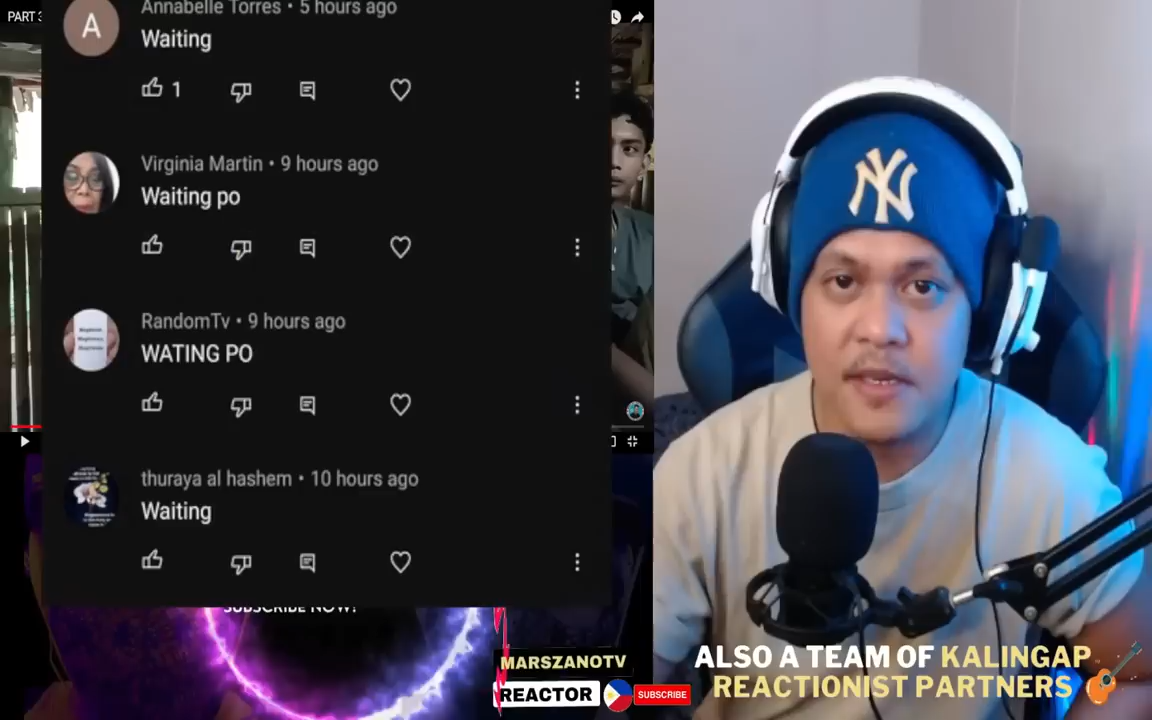 PART 3
Annabelle Torres • 5 hours ago
A
Waiting
1
Virginia Martin • 9 hours ago
Waiting po
RandomTv • 9 hours ago
WATING PO
thuraya al hashem • 10 hours ago
Waiting
SUBSCRIBE NOW!
NY
MARSZANOTV
REACTOR
SUBSCRIBE
ALSO A TEAM OF KALINGAP
REACTIONIST PARTNERS